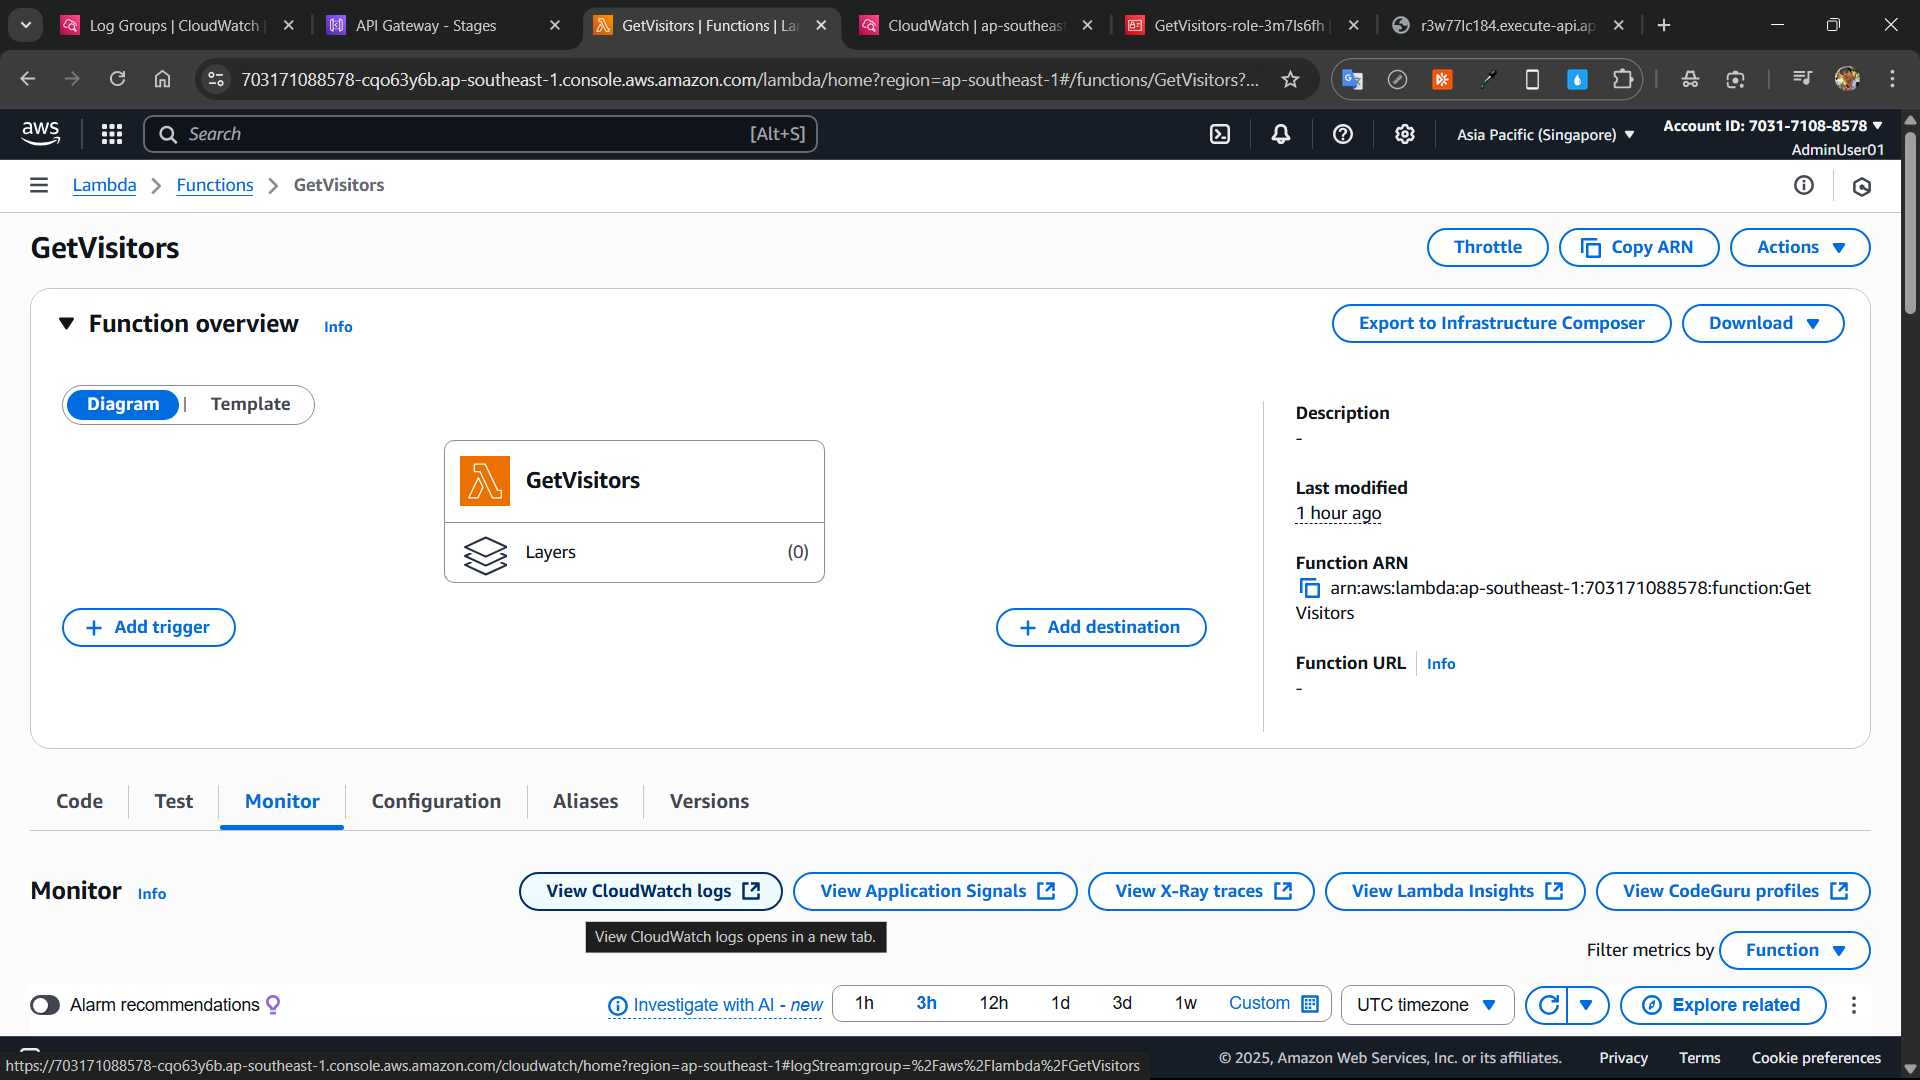 Log Groups | CloudWatch
API Gateway - Stages
GetVisitors | Functions | La
CloudWatch | ap-southeas
GetVisitors-role-3m7ls6fh
r3w77lc184.execute-api.ap
703171088578-cqo63y6b.ap-southeast-1.console.aws.amazon.com/lambda/home?region=ap-southeast-1#/functions/GetVisitors?...
aws
Search
[Alt+S]
Asia Pacific (Singapore)
Account ID: 7031-7108-8578
AdminUser01
Lambda
Functions
GetVisitors
GetVisitors
Throttle
Copy ARN
Actions
Function overview
Info
Export to Infrastructure Composer
Download
Diagram
Template
GetVisitors
Layers
(0)
Add trigger
Add destination
Description
-
Last modified
1 hour ago
Function ARN
arn:aws:lambda:ap-southeast-1:703171088578:function:Get
Visitors
Function URL
Info
-
Code
Test
Monitor
Configuration
Aliases
Versions
Monitor
Info
View CloudWatch logs
View Application Signals
View X-Ray traces
View Lambda Insights
View CodeGuru profiles
View CloudWatch logs opens in a new tab.
Filter metrics by
Function
Alarm recommendations
Investigate with AI - new
1h
3h
12h
1d
3d
1w
Custom
UTC timezone
Explore related
https://703171088578-cqo63y6b.ap-southeast-1.console.aws.amazon.com/cloudwatch/home?region=ap-southeast-1#logStream:group=%2Faws%2Flambda%2FGetVisitors
© 2025, Amazon Web Services, Inc. or its affiliates.
Privacy
Terms
Cookie preferences